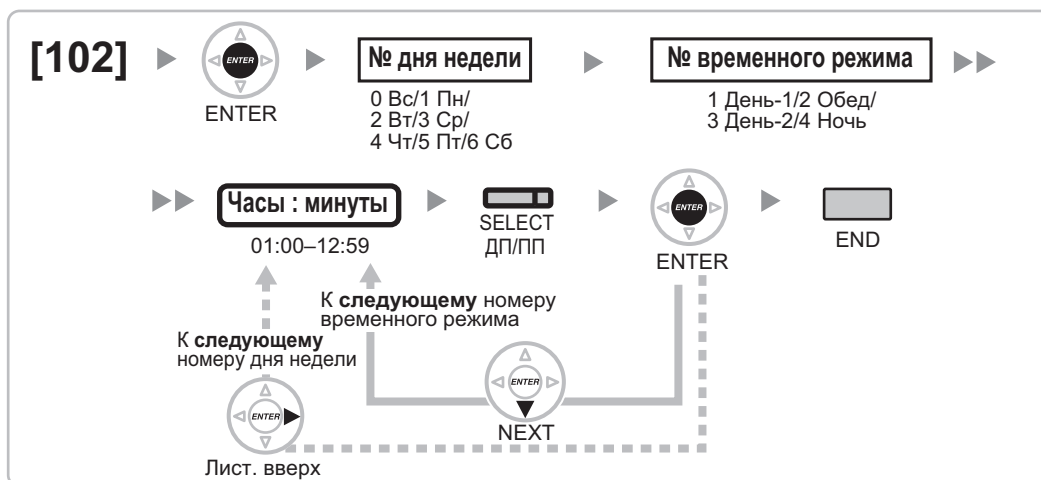 [102]
ENTER
ENTER
№ дня недели
0 Вс/1 Пн/
2 Вт/3 Ср/
4 Чт/5 Пт/6 Сб
№ временного режима
1 День-1/2 Обед/
3 День-2/4 Ночь
Часы : минуты
01:00–12:59
SELECT
ДП/ПП
ENTER
ENTER
END
К следующему номеру
временного режима
К следующему
номеру дня недели
ENTER
NEXT
ENTER
Лист. вверх